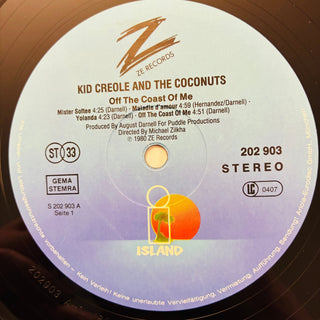 Z
ZE RECORDS
KID CREOLE AND THE COCONUTS
Off The Coast Of Me
Mister Softee 4:25 (Darnell) - Maladie d'amour 4:59 (Hernandez/Darnell) -
Yolanda 4:23 (Darnell) - Off The Coast Of Me (Darnell)
Produced By August Darnell For Puddle Productions
Directed By Michael Zilkha
℗ 1980 ZE Records
ST 33
202 903
STEREO
GEMA
STEMRA
LC 0407
S 202 903 A
Seite 1
ISLAND
vorbehalten – Kein Verleih! Keine unerlaubte Vervielfältigung, Vermietung, Aufführung, Sendung!
202903